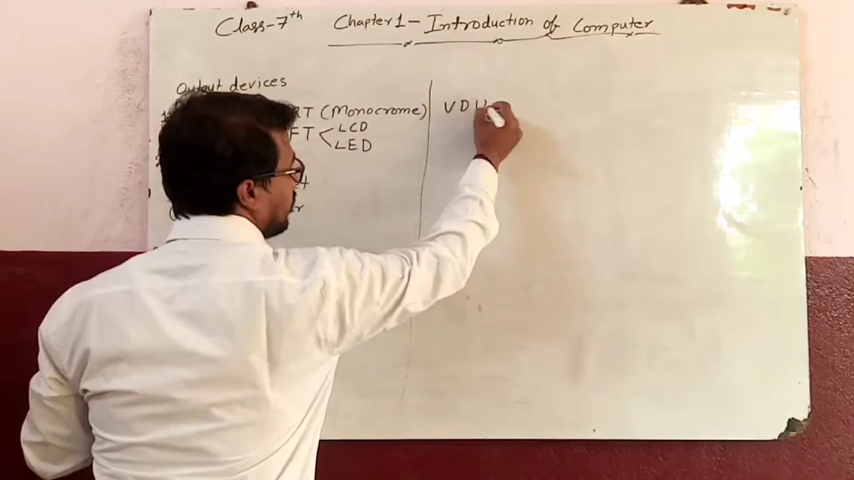 Class-7th Chapter 1- Introduction of Computer
Output devices
RT (Monocrome)
FT < LCD
LED
VDU-